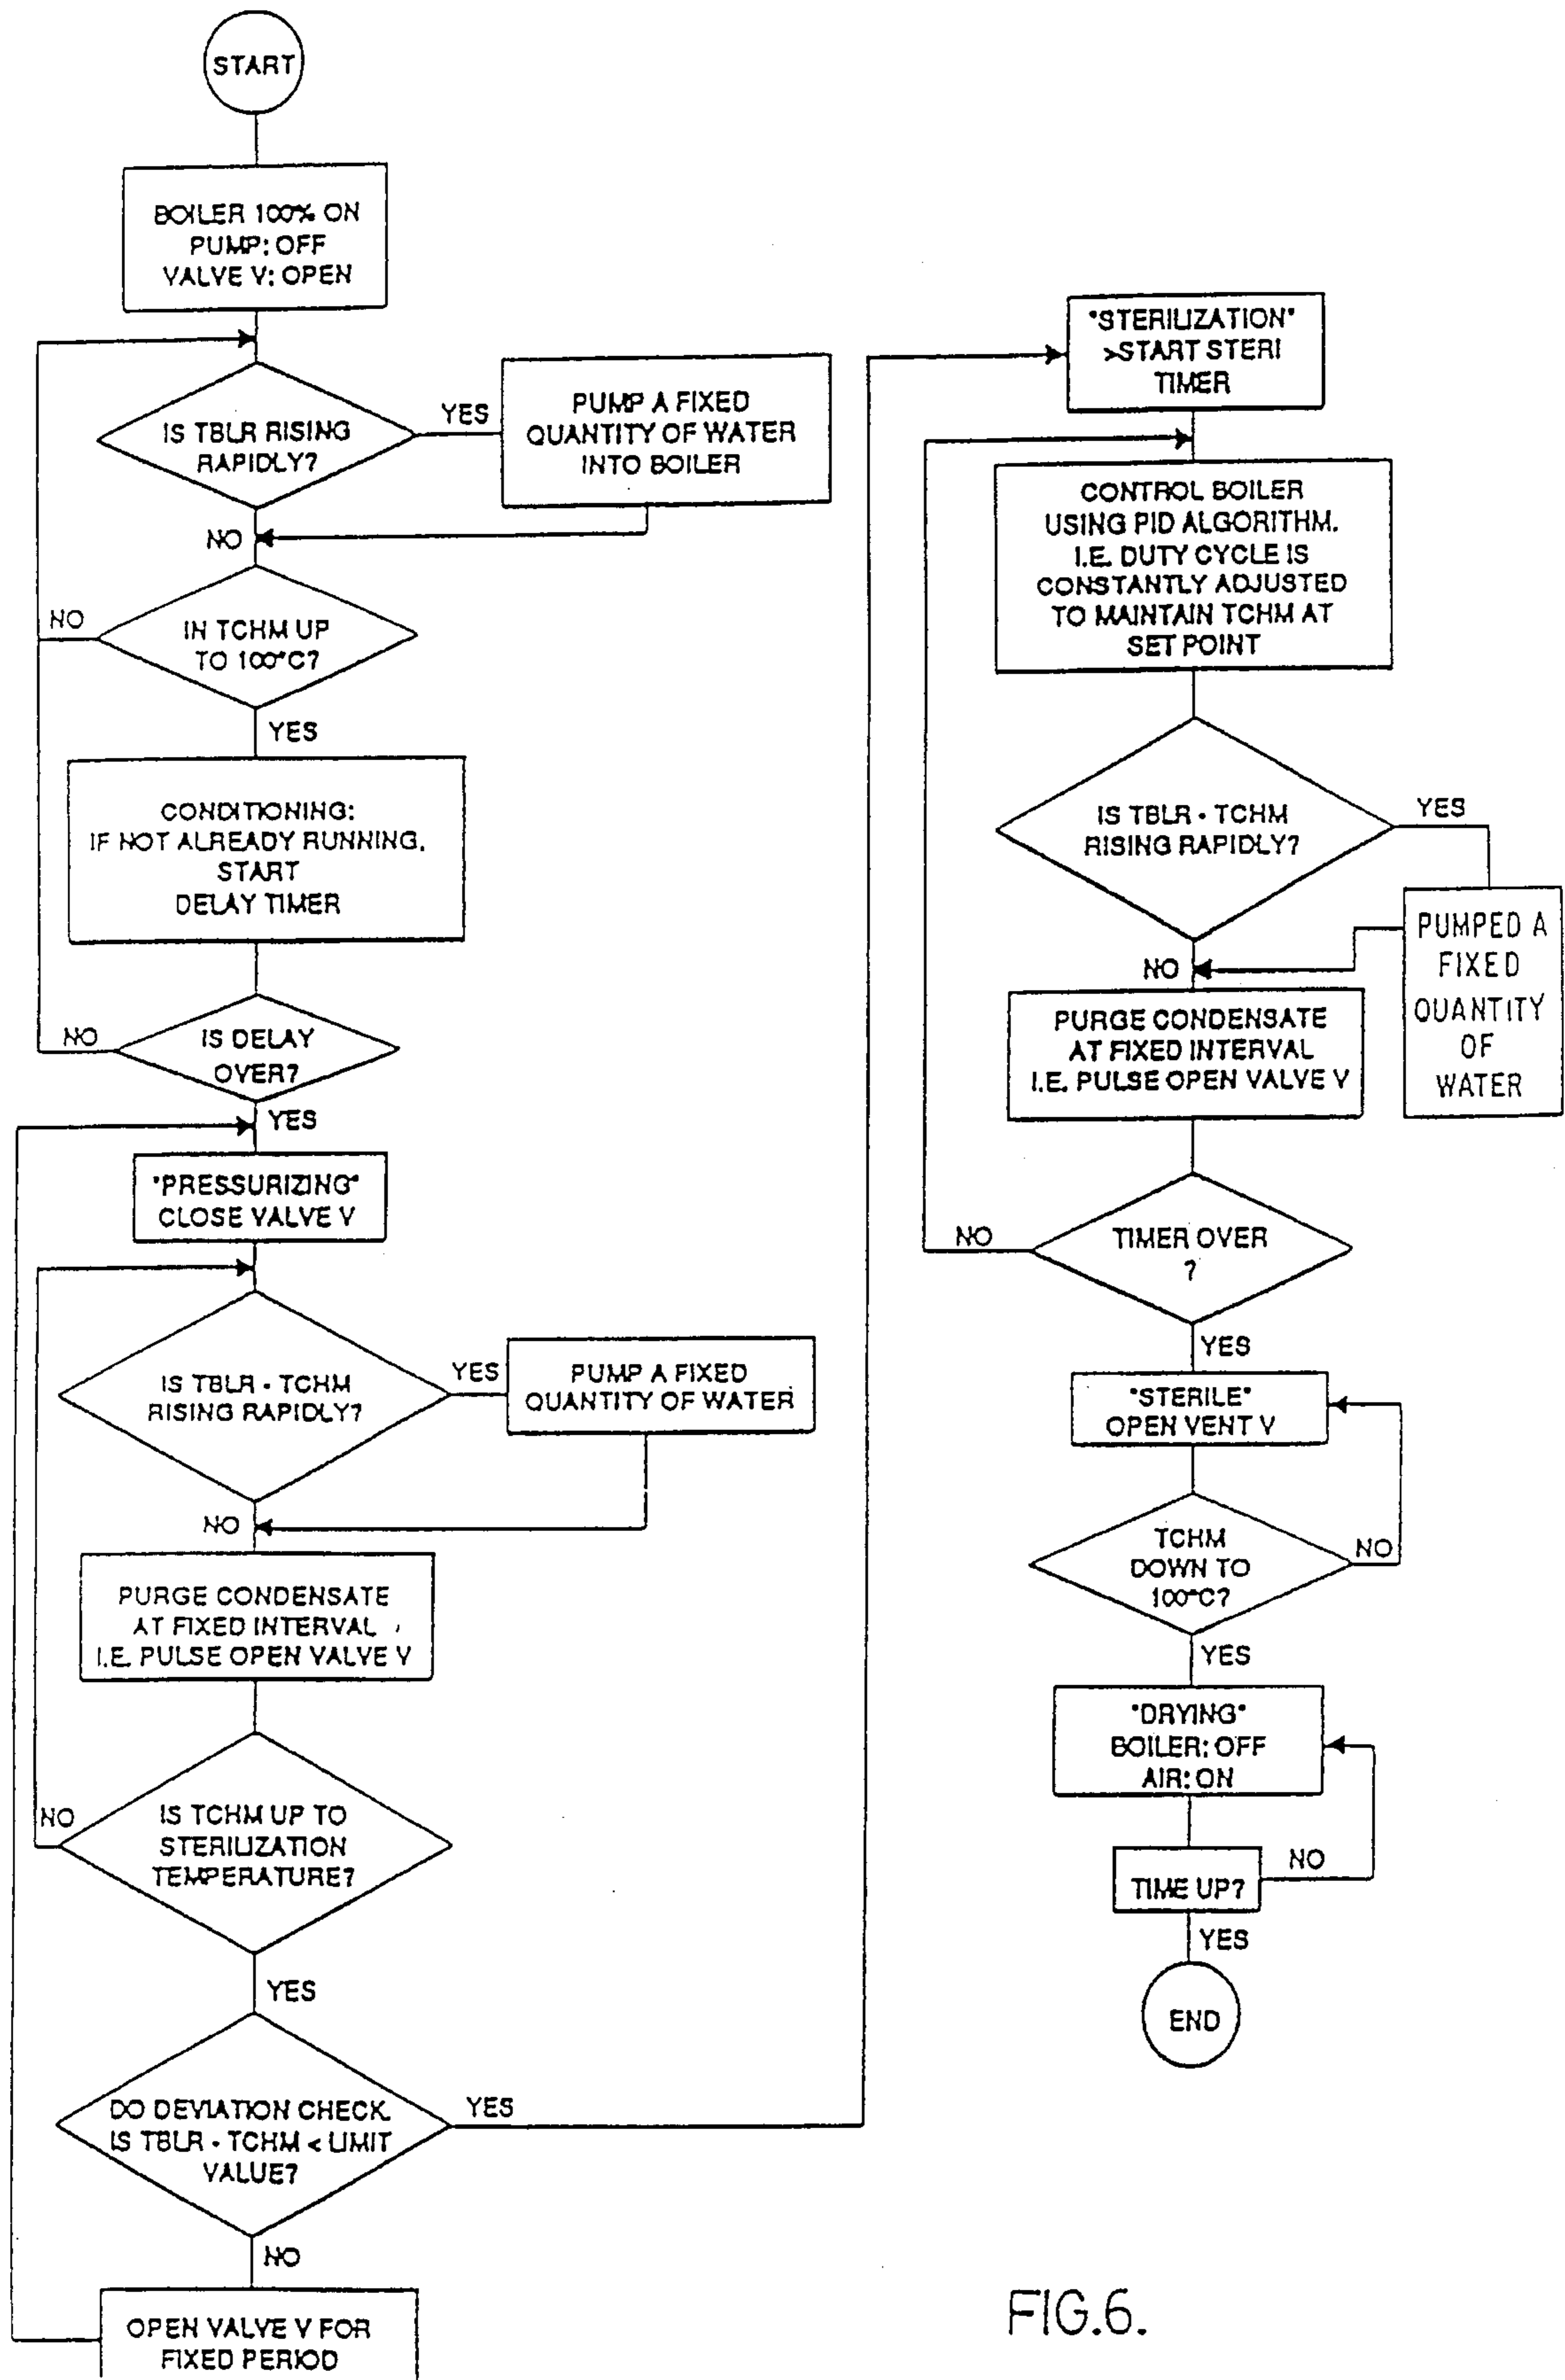 START
BOILER 100% ON
PUMP: OFF
VALVE V: OPEN
IS TBLR RISING
RAPIDLY?
YES
PUMP A FIXED
QUANTITY OF WATER
INTO BOILER
NO
IN TCHM UP
TO 100°C?
NO
YES
CONDITIONING:
IF NOT ALREADY RUNNING.
START
DELAY TIMER
IS DELAY
OVER?
NO
YES
"PRESSURIZING"
CLOSE VALVE V
IS TBLR - TCHM
RISING RAPIDLY?
YES
PUMP A FIXED
QUANTITY OF WATER
NO
PURGE CONDENSATE
AT FIXED INTERVAL
I.E. PULSE OPEN VALVE V
IS TCHM UP TO
STERILIZATION
TEMPERATURE?
NO
YES
DO DEVIATION CHECK.
IS TBLR - TCHM < LIMIT
VALUE?
YES
NO
OPEN VALVE V FOR
FIXED PERIOD
"STERILIZATION"
>START STERI
TIMER
CONTROL BOILER
USING PID ALGORITHM.
I.E. DUTY CYCLE IS
CONSTANTLY ADJUSTED
TO MAINTAIN TCHM AT
SET POINT
IS TBLR - TCHM
RISING RAPIDLY?
YES
PUMPED A
FIXED
QUANTITY
OF
WATER
NO
PURGE CONDENSATE
AT FIXED INTERVAL
I.E. PULSE OPEN VALVE V
TIMER OVER
?
NO
YES
"STERILE"
OPEN VENT V
TCHM
DOWN TO
100°C?
NO
YES
"DRYING"
BOILER: OFF
AIR: ON
TIME UP?
NO
YES
END
FIG.6.